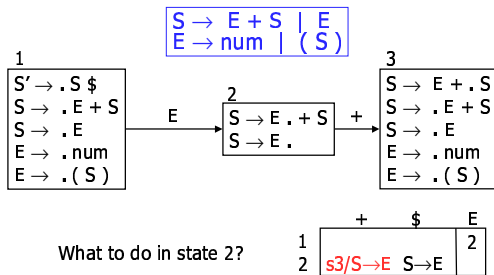 S → E + S | E
E → num | ( S )
1
S' → . S $
S → . E + S
S → . E
E → . num
E → . ( S )
E
2
S → E . + S
S → E .
+
3
S → E + . S
S → . E + S
S → . E
E → . num
E → . ( S )
What to do in state 2?
+ $ E
1 2
2 s3/S→E S→E